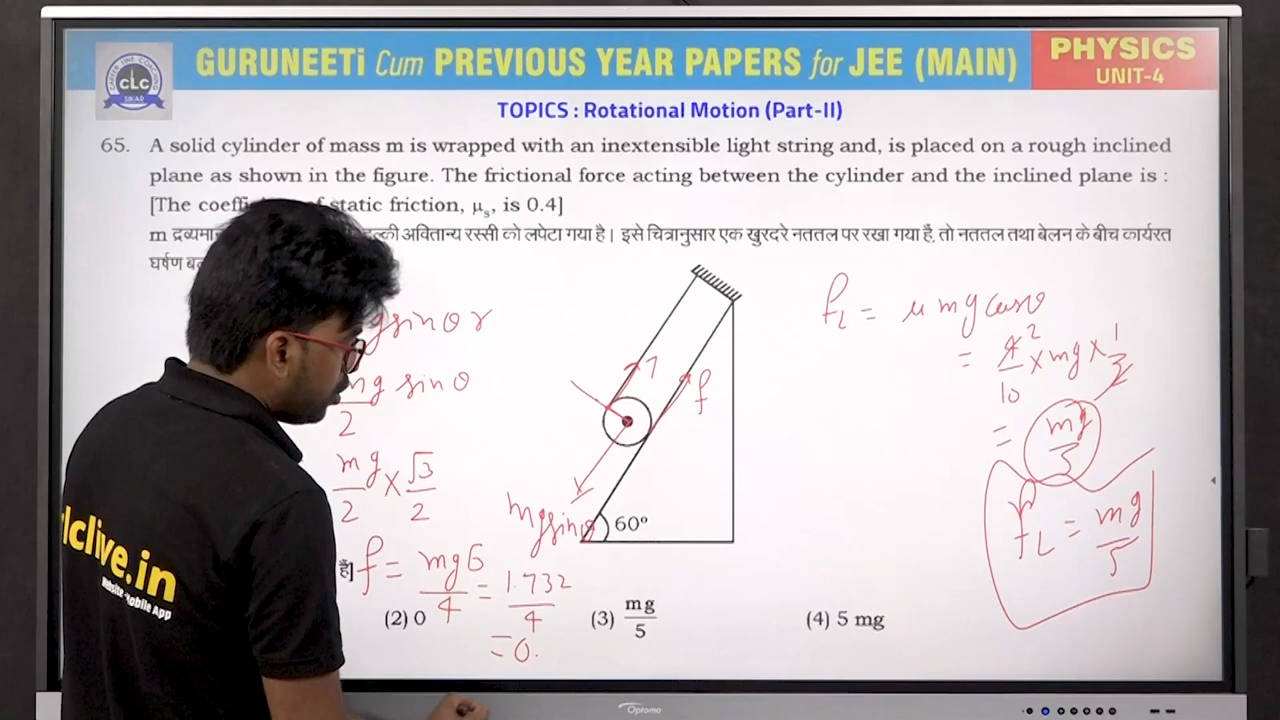 GURUNEETi Cum PREVIOUS YEAR PAPERS for JEE (MAIN)
PHYSICS
UNIT-4
CLC
SIKAR
TOPICS : Rotational Motion (Part-II)
65. A solid cylinder of mass m is wrapped with an inextensible light string and, is placed on a rough inclined
plane as shown in the figure. The frictional force acting between the cylinder and the inclined plane is :
[The static friction, μs, is 0.4]
m की अवितान्य रस्सी को लपेटा गया है। इसे चित्रानुसार एक खुरदरे नततल पर रखा गया हैं, तो नततल तथा बेलन के बीच कार्यरत
घर्षण
gsinθ r
mg sinθ
2
mg × √3
2 2
T
f
mgsinθ
60°
fL = μ mg cosθ
= 4 2 × mg × 1
10 2
= mg
5
fL = mg
5
है]
f = mg√3 = 1.732
4 4
= 0.
(2) 0
(3) mg/5
(4) 5 mg
clclive.in
Website Mobile App
Optoma